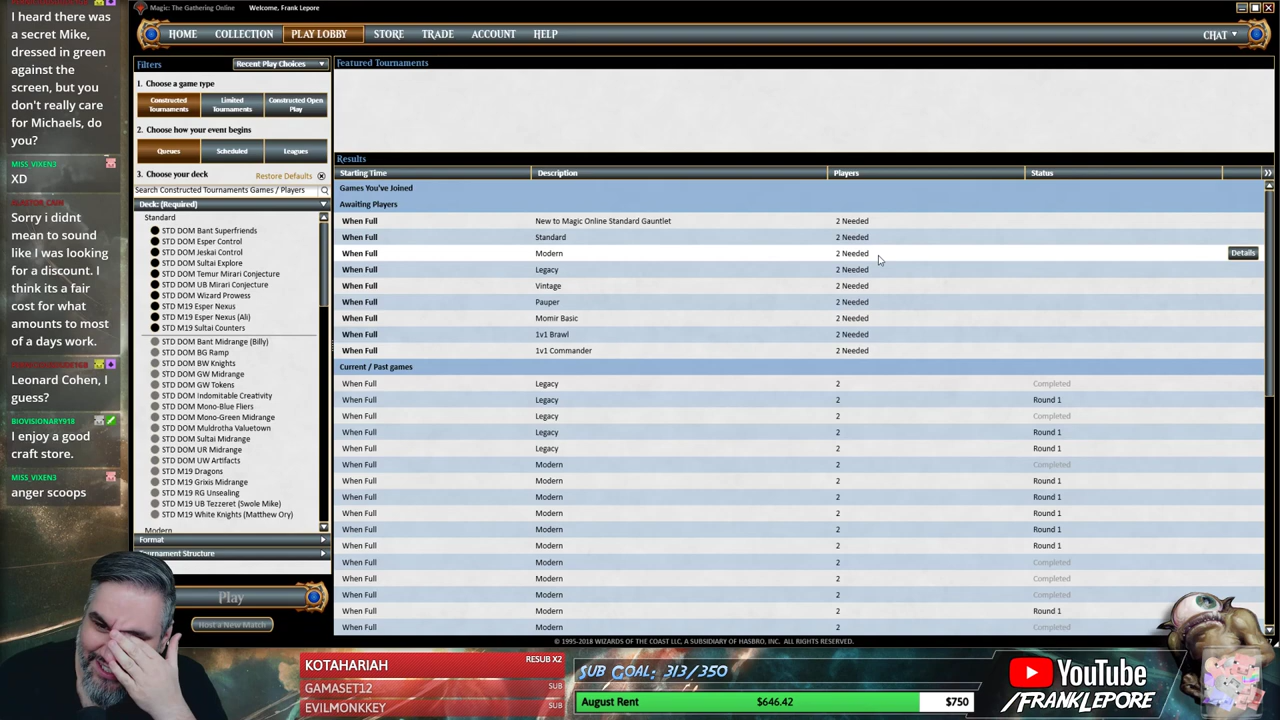 I heard there was
a secret Mike,
dressed in green
against the
screen, but you
don't really care
for Michaels, do
you?
MISS_VIXEN3
XD
Sorry i didnt
mean to sound
like I was looking
for a discount. I
think its a fair
cost for what
amounts to most
of a days work.
Leonard Cohen, I
guess?
BIOVISIONARY918
I enjoy a good
craft store.
MISS_VIXEN3
anger scoops
Magic: The Gathering Online
Welcome, Frank Lepore
HOME
COLLECTION
PLAY LOBBY
STORE
TRADE
ACCOUNT
HELP
CHAT
Filters
Recent Play Choices
1. Choose a game type
Constructed
Tournaments
Limited
Tournaments
Constructed Open
Play
2. Choose how your event begins
Queues
Scheduled
Leagues
3. Choose your deck
Restore Defaults
Search Constructed Tournaments Games / Players
Deck: (Required)
Standard
STD DOM Bant Superfriends
STD DOM Esper Control
STD DOM Jeskai Control
STD DOM Sultai Explore
STD DOM Temur Mirari Conjecture
STD DOM UB Mirari Conjecture
STD DOM Wizard Prowess
STD M19 Esper Nexus
STD M19 Esper Nexus (Ali)
STD M19 Sultai Counters
STD DOM Bant Midrange (Billy)
STD DOM BG Ramp
STD DOM BW Knights
STD DOM GW Midrange
STD DOM GW Tokens
STD DOM Indomitable Creativity
STD DOM Mono-Blue Fliers
STD DOM Mono-Green Midrange
STD DOM Muldrotha Valuetown
STD DOM Sultai Midrange
STD DOM UR Midrange
STD DOM UW Artifacts
STD M19 Dragons
STD M19 Grixis Midrange
STD M19 RG Unsealing
STD M19 UB Tezzeret (Swole Mike)
STD M19 White Knights (Matthew Ory)
Modern
Format
Tournament Structure
Play
Host a New Match
Featured Tournaments
Results
Starting Time Description Players Status
Games You've Joined
Awaiting Players
When Full New to Magic Online Standard Gauntlet 2 Needed
When Full Standard 2 Needed
When Full Modern 2 Needed Details
When Full Legacy 2 Needed
When Full Vintage 2 Needed
When Full Pauper 2 Needed
When Full Momir Basic 2 Needed
When Full 1v1 Brawl 2 Needed
When Full 1v1 Commander 2 Needed
Current / Past games
When Full Legacy 2 Completed
When Full Legacy 2 Round 1
When Full Legacy 2 Completed
When Full Legacy 2 Round 1
When Full Legacy 2 Round 1
When Full Modern 2 Completed
When Full Modern 2 Round 1
When Full Modern 2 Round 1
When Full Modern 2 Round 1
When Full Modern 2 Round 1
When Full Modern 2 Round 1
When Full Modern 2 Completed
When Full Modern 2 Completed
When Full Modern 2 Completed
When Full Modern 2 Round 1
When Full Modern 2 Completed
© 1995-2018 WIZARDS OF THE COAST LLC, A SUBSIDIARY OF HASBRO, INC. ALL RIGHTS RESERVED.
KOTAHARIAH RESUB X2
GAMASET12 SUB
EVILMONKKEY SUB
SUB GOAL: 313/350
August Rent $646.42 $750
YouTube
/FRANKLEPORE